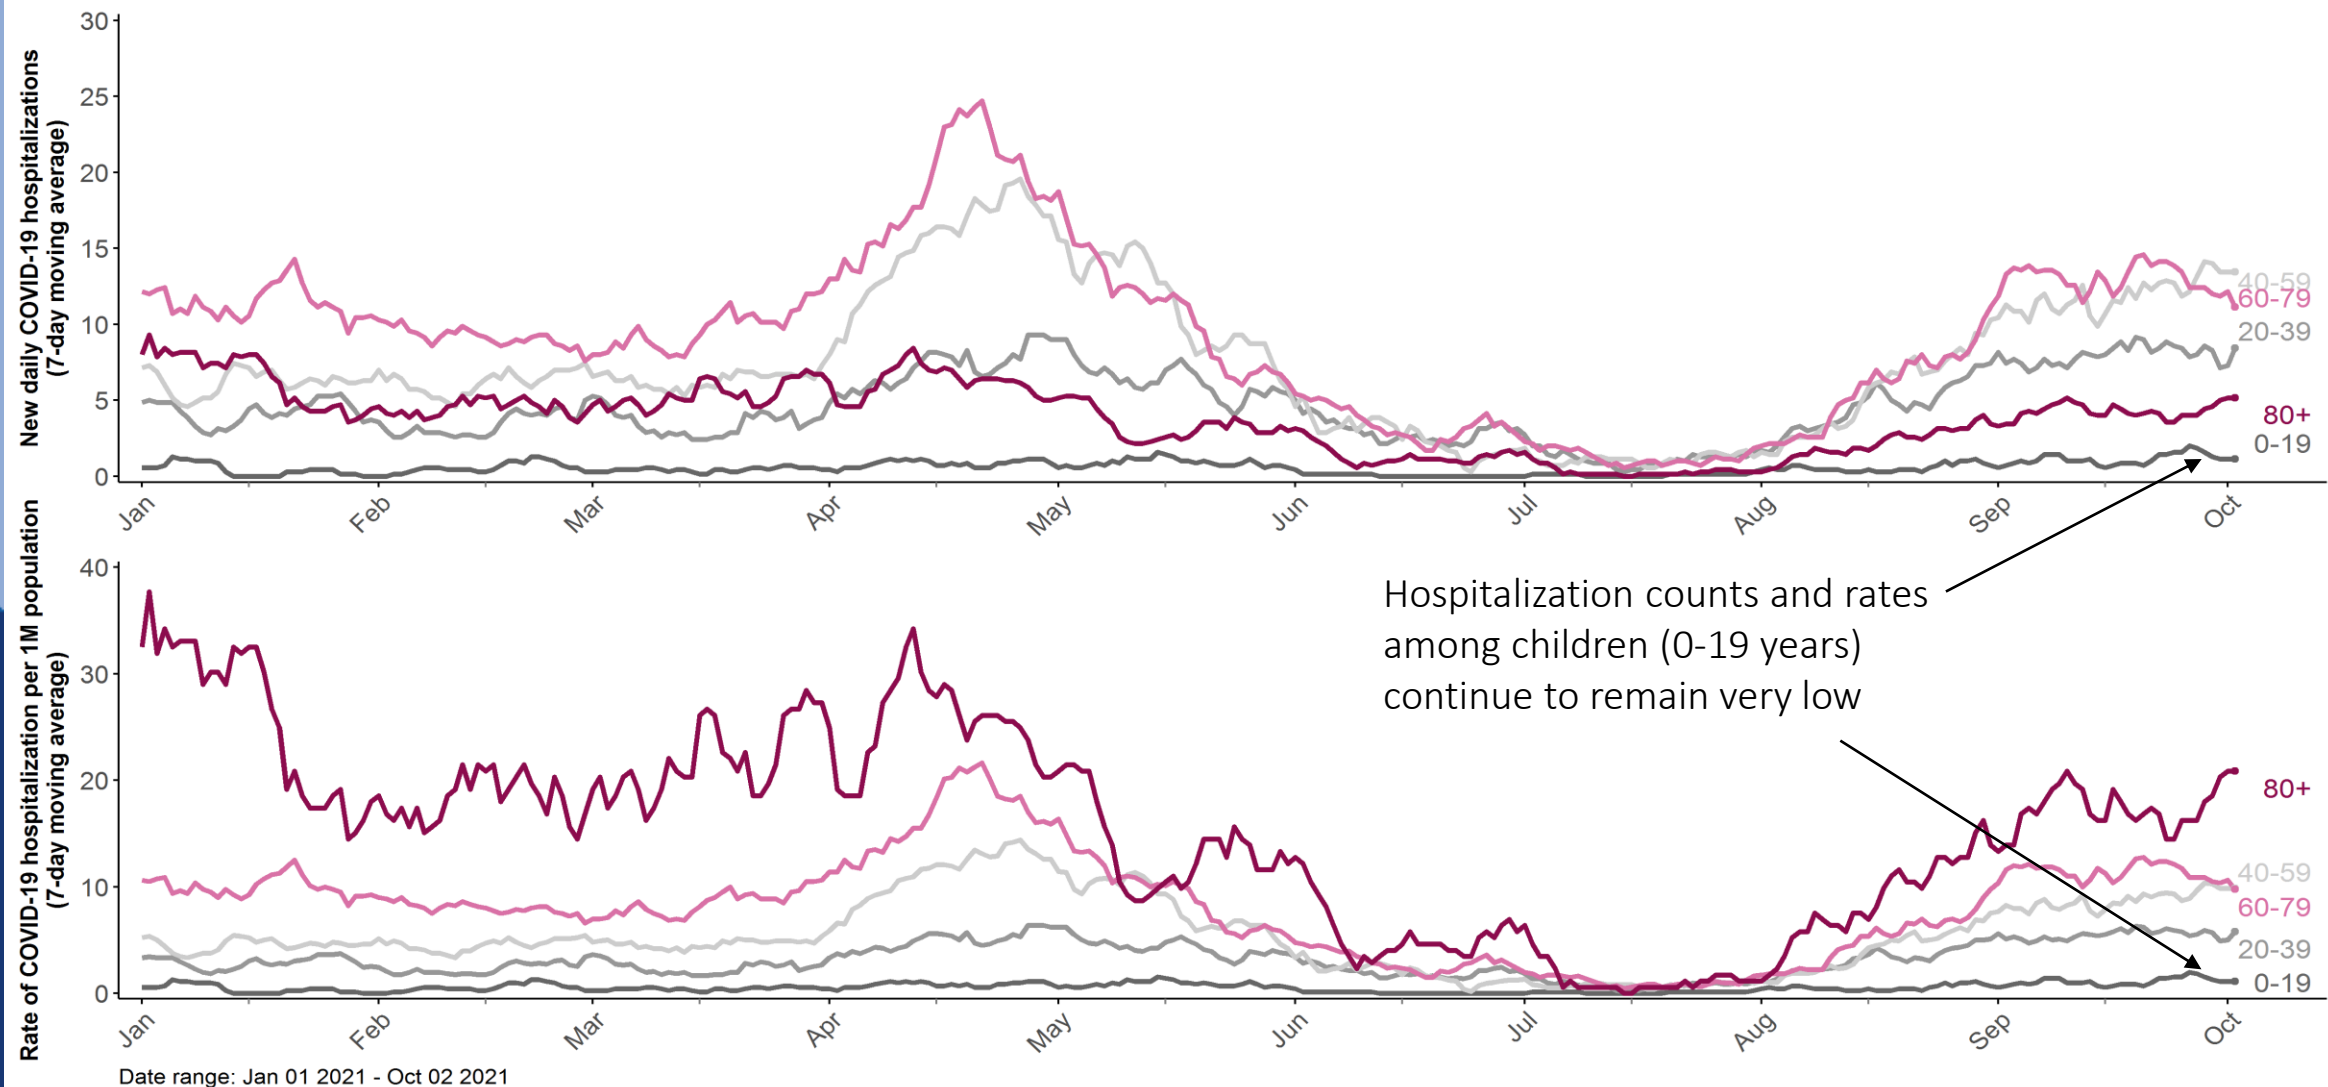 New daily COVID-19 hospitalizations
(7-day moving average)
30
25
20
15
10
5
0
40-59
60-79
20-39
80+
0-19
Jan
Feb
Mar
Apr
May
Jun
Jul
Aug
Sep
Oct
Hospitalization counts and rates
among children (0-19 years)
continue to remain very low
Rate of COVID-19 hospitalization per 1M population
(7-day moving average)
40
30
20
10
0
80+
40-59
60-79
20-39
0-19
Jan
Feb
Mar
Apr
May
Jun
Jul
Aug
Sep
Oct
Date range: Jan 01 2021 - Oct 02 2021